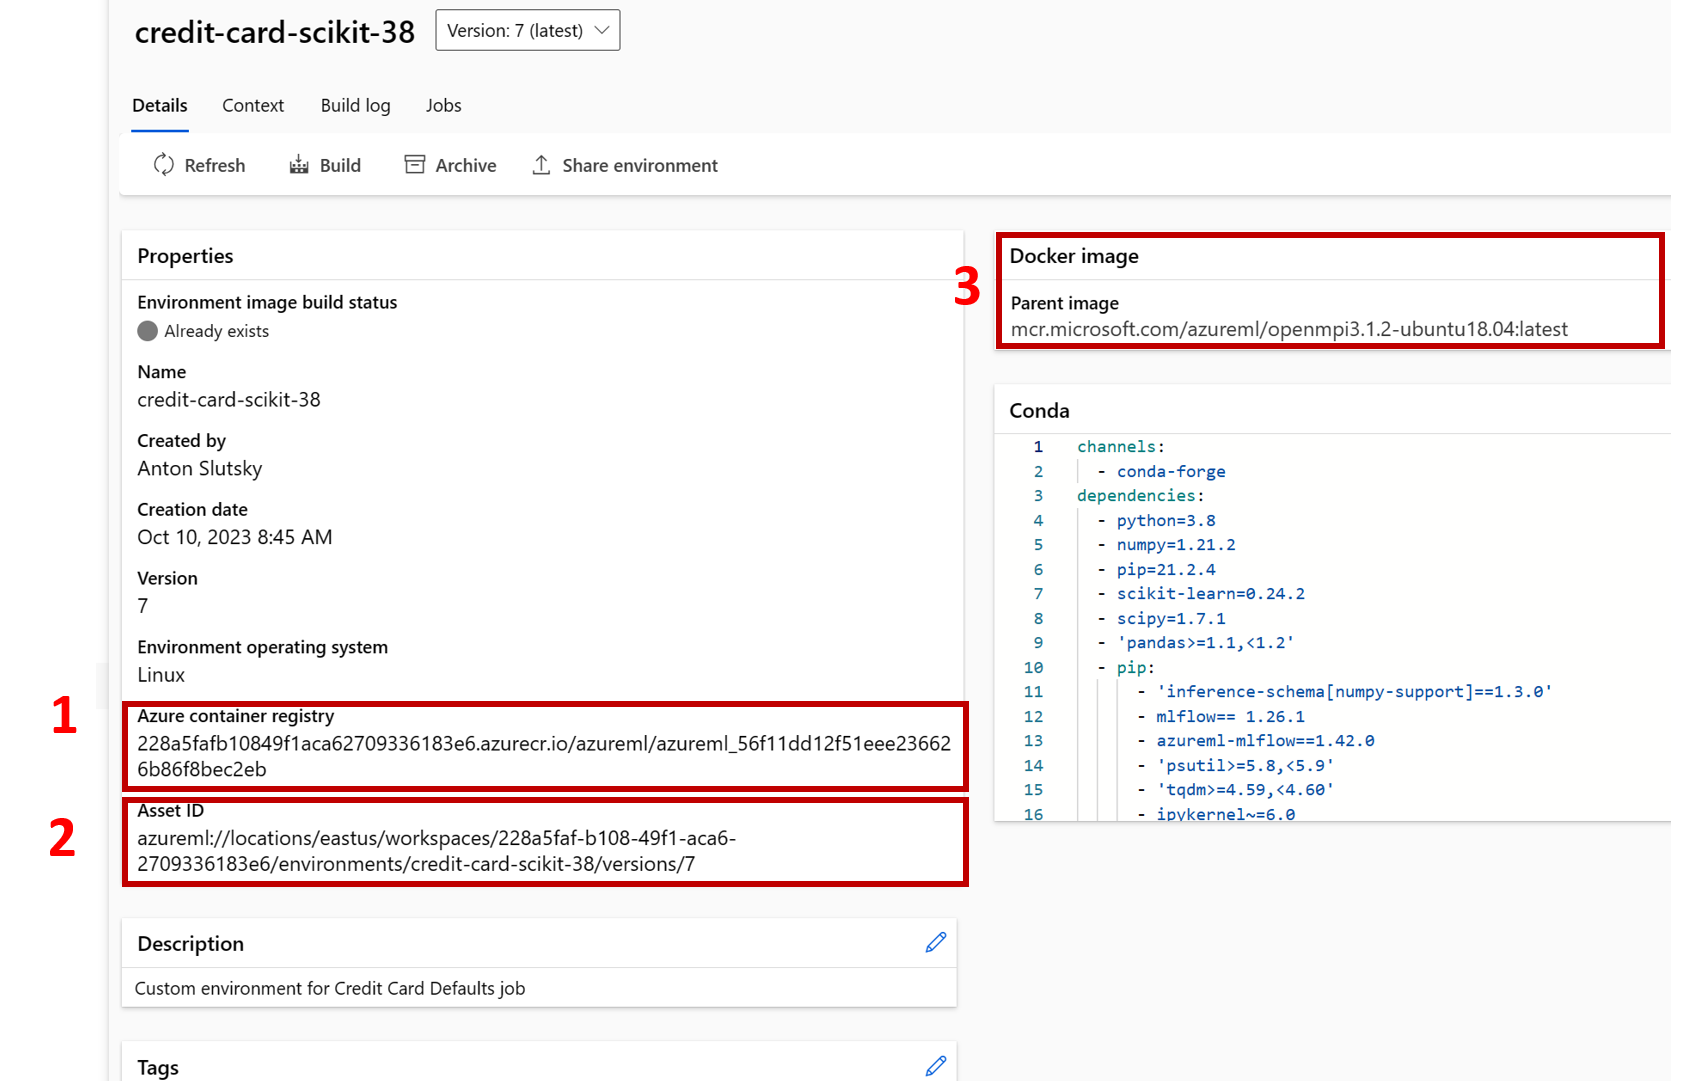 credit-card-scikit-38
Version: 7 (latest)
Details Context Build log Jobs
Refresh Build Archive Share environment
Properties
Environment image build status
Already exists
Name
credit-card-scikit-38
Created by
Anton Slutsky
Creation date
Oct 10, 2023 8:45 AM
Version
7
Environment operating system
Linux
1
Azure container registry
228a5fafb10849f1aca62709336183e6.azurecr.io/azureml/azureml_56f11dd12f51eee23662
6b86f8bec2eb
2
Asset ID
azureml://locations/eastus/workspaces/228a5faf-b108-49f1-aca6-
2709336183e6/environments/credit-card-scikit-38/versions/7
Description
Custom environment for Credit Card Defaults job
Tags
3
Docker image
Parent image
mcr.microsoft.com/azureml/openmpi3.1.2-ubuntu18.04:latest
Conda
1 channels:
2 - conda-forge
3 dependencies:
4 - python=3.8
5 - numpy=1.21.2
6 - pip=21.2.4
7 - scikit-learn=0.24.2
8 - scipy=1.7.1
9 - 'pandas>=1.1,<1.2'
10 - pip:
11 - 'inference-schema[numpy-support]==1.3.0'
12 - mlflow== 1.26.1
13 - azureml-mlflow==1.42.0
14 - 'psutil>=5.8,<5.9'
15 - 'tqdm>=4.59,<4.60'
16 - ipykernel~=6.0